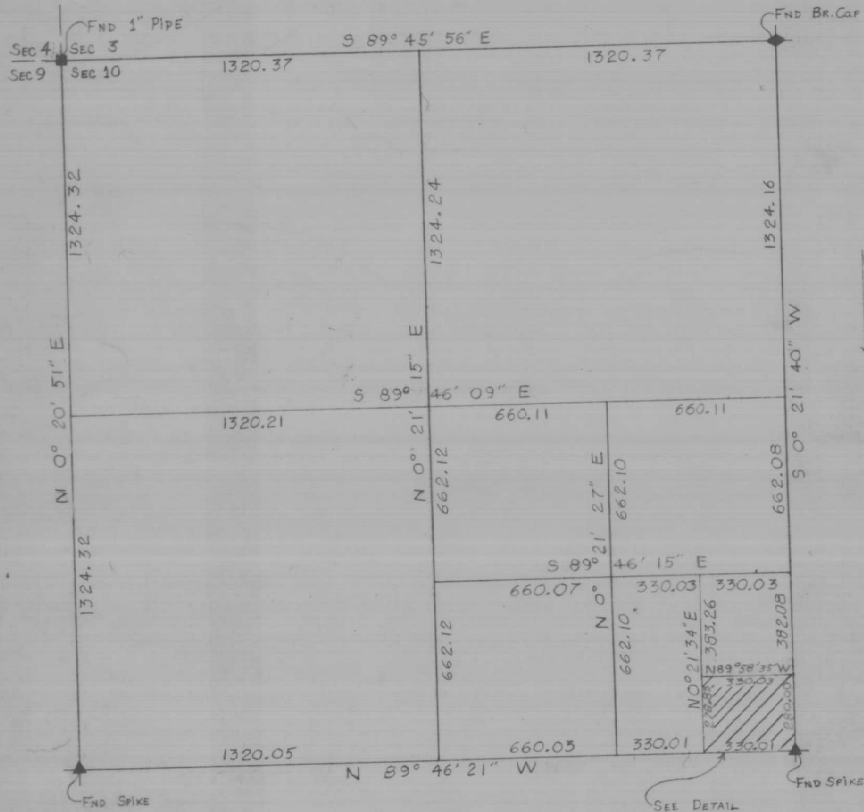 FND 1" PIPE
FND BR. CAP
SEC 4 SEC 3
SEC 9 SEC 10
S 89° 45' 56" E
1320.37
1320.37
1324.32
1324.24
1324.16
N 0° 20' 51" E
N 0° 21' 15" E
S 0° 21' 40" W
S 89° 46' 09" E
1320.21
660.11
660.11
662.12
N 0° 21' 27" E
662.10
662.08
S 89° 46' 15" E
660.07
330.03
330.03
1324.32
662.12
662.10
N 0° 21' 34" E
383.26
382.08
N 89° 58' 35" W
330.03
280.00
1320.05
660.03
330.01
330.01
N 89° 46' 21" W
FND SPIKE
SEE DETAIL
FND SPIKE